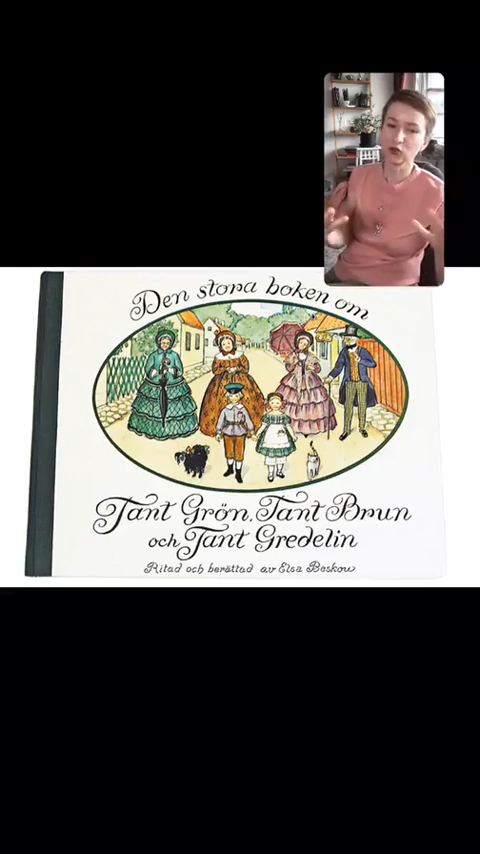 Den stora boken om
Tant Grön, Tant Brun
och Tant Gredelin
Ritad och berättad av Elsa Beskow